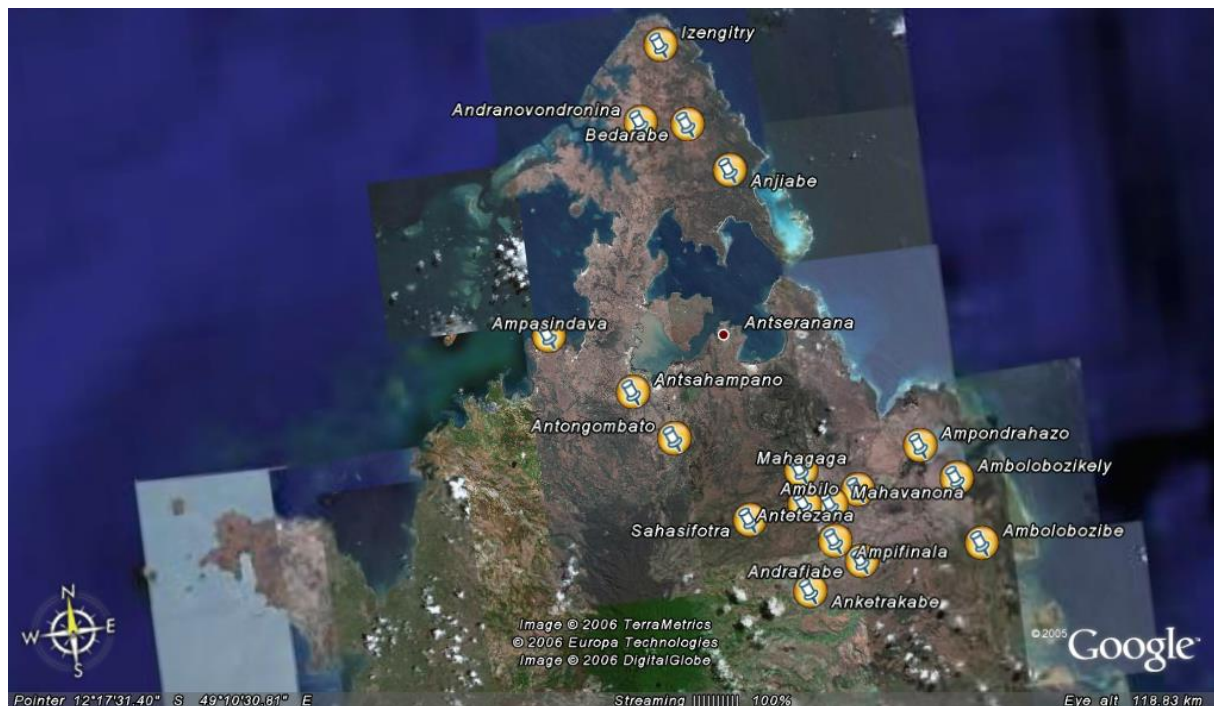 Izengitry
Andranovondronina
Bedarabe
Anjiabe
Ampasindava
Antseranana
Antsahampano
Antongombato
Ampondrahazo
Mahagaga
Ambolobozikely
Ambilo
Mahavanona
Antetezana
Sahasifotra
Ambolobozibe
Ampifinala
Andrafiabe
Anketrakabe
N
W E
S
Image © 2006 TerraMetrics
© 2006 Europa Technologies
Image © 2006 DigitalGlobe
© 2005 Google™
Pointer 12°17'31.40" S 49°10'30.81" E Streaming |||||||||| 100% Eye alt 118.83 km